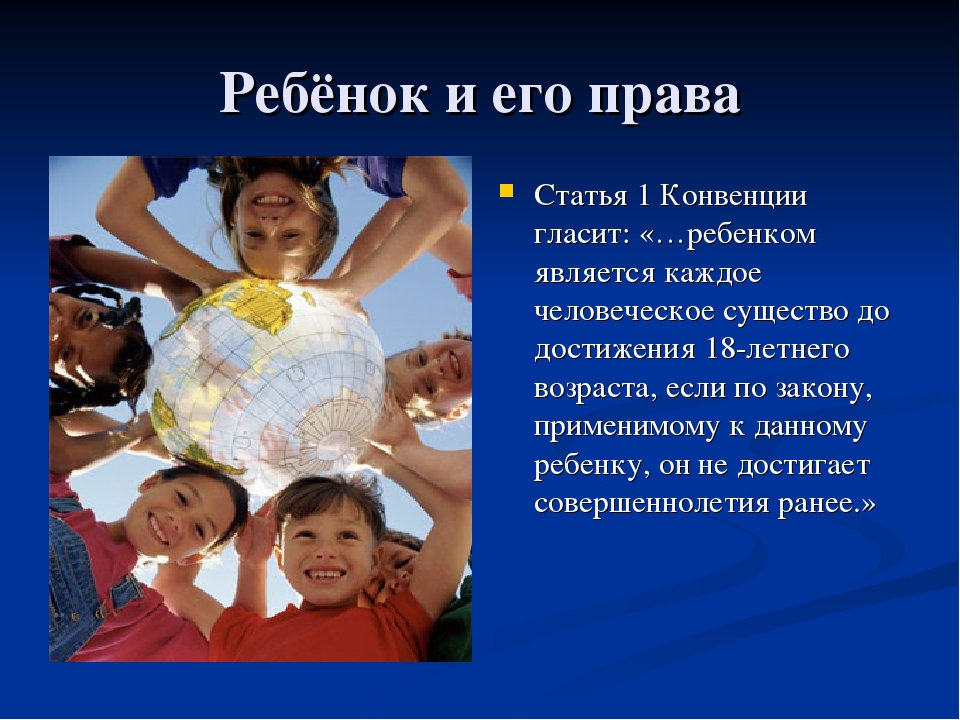 Ребёнок и его права
Статья 1 Конвенции
гласит: «…ребенком
является каждое
человеческое существо до
достижения 18-летнего
возраста, если по закону,
применимому к данному
ребенку, он не достигает
совершеннолетия ранее.»